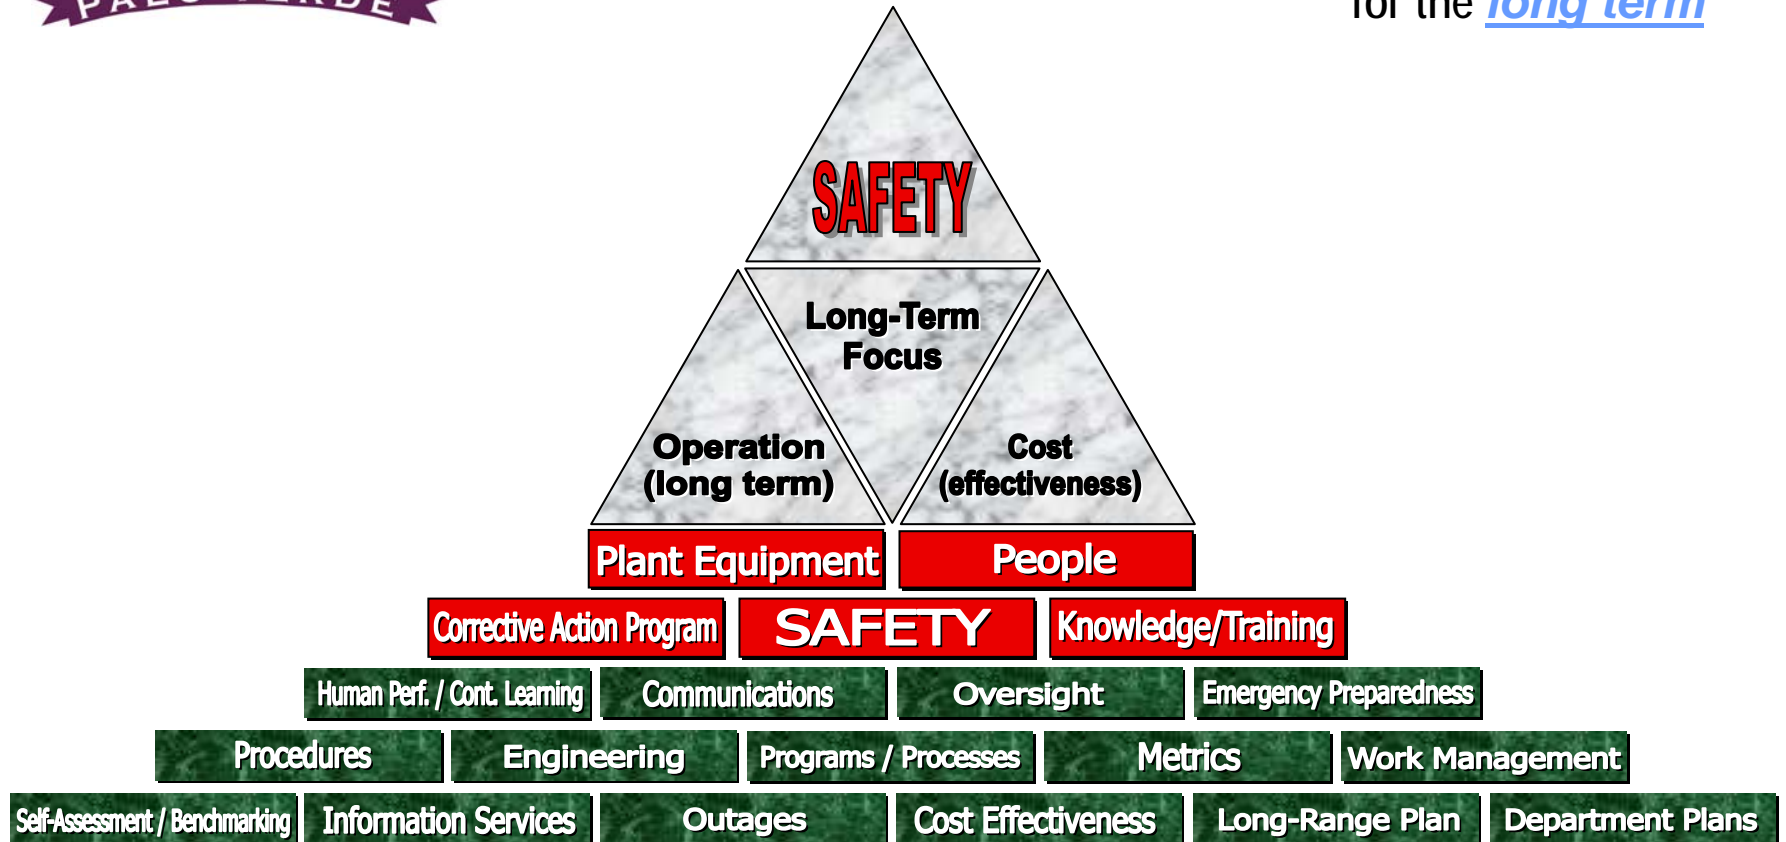 PALO VERDE
for the long term
SAFETY
Long-Term
Focus
Operation
(long term)
Cost
(effectiveness)
Plant Equipment
People
Corrective Action Program
SAFETY
Knowledge/Training
Human Perf. / Cont. Learning
Communications
Oversight
Emergency Preparedness
Procedures
Engineering
Programs / Processes
Metrics
Work Management
Self-Assessment / Benchmarking
Information Services
Outages
Cost Effectiveness
Long-Range Plan
Department Plans